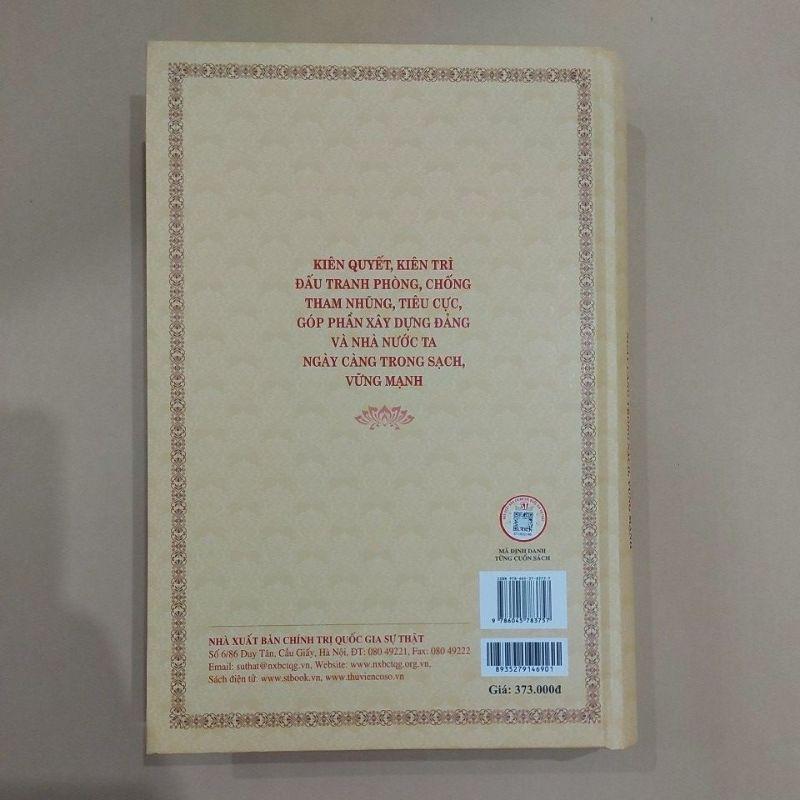 KIÊN QUYẾT, KIÊN TRÌ
ĐẤU TRANH PHÒNG, CHỐNG
THAM NHŨNG, TIÊU CỰC,
GÓP PHẦN XÂY DỰNG ĐẢNG
VÀ NHÀ NƯỚC TA
NGÀY CÀNG TRONG SẠCH,
VỮNG MẠNH
MÃ ĐỊNH DANH
TỪNG CUỐN SÁCH
9 786045 783757
8935279146901
Giá: 373.000đ
NHÀ XUẤT BẢN CHÍNH TRỊ QUỐC GIA SỰ THẬT
Số 6/86 Duy Tân, Cầu Giấy, Hà Nội, ĐT: 080 49221, Fax: 080 49222
Email: suthat@nxbctqg.vn, Website: www.nxbctqg.org.vn,
Sách điện tử: www.stbook.vn, www.thuviencoso.vn